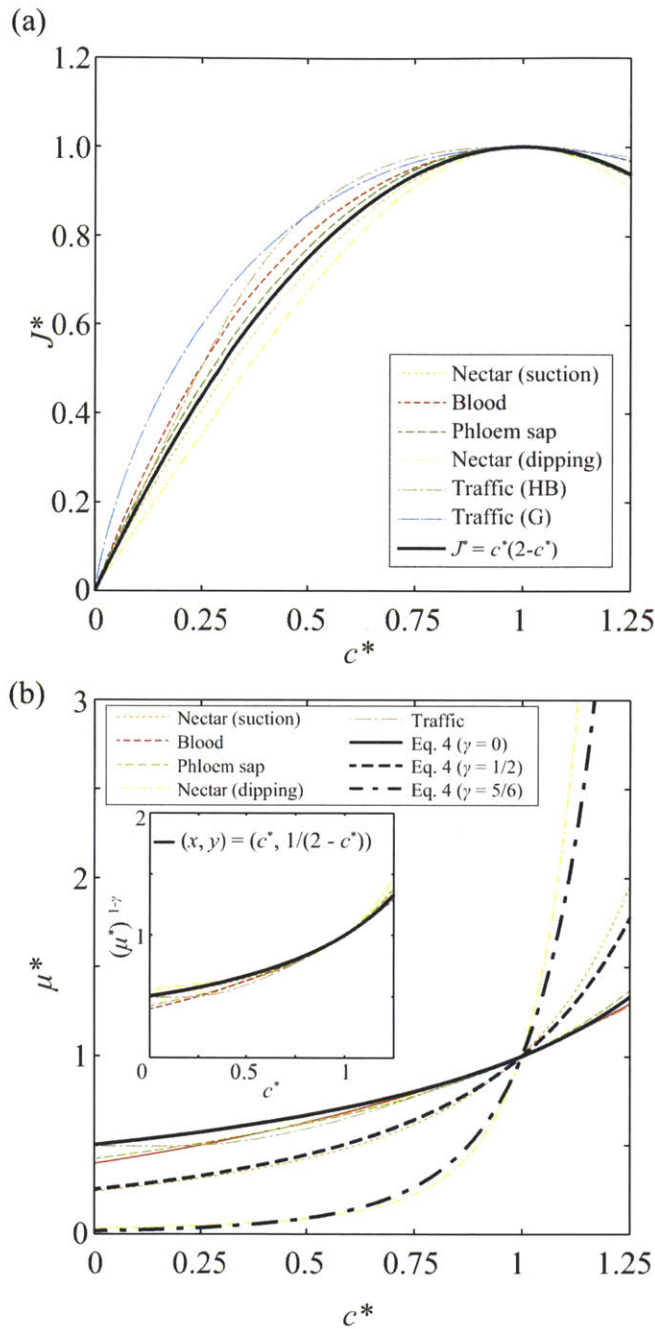 (a)
1.2
1.0
0.8
0.6
0.4
0.2
0
J*
Nectar (suction)
Blood
Phloem sap
Nectar (dipping)
Traffic (HB)
Traffic (G)
J* = c*(2-c*)
0 0.25 0.5 0.75 1 1.25
c*
(b)
3
2
1
0
μ*
Nectar (suction)
Blood
Phloem sap
Nectar (dipping)
Traffic
Eq. 4 (γ = 0)
Eq. 4 (γ = 1/2)
Eq. 4 (γ = 5/6)
2
1
(x, y) = (c*, 1/(2 - c*))
(μ*)^1-γ
0 0.5 1
c*
0 0.25 0.5 0.75 1 1.25
c*